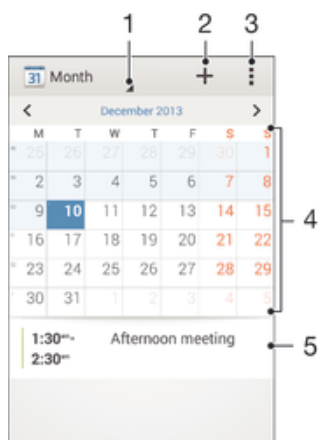 1 2 3
31 Month +
< December 2013 >
M T W T F S S
25 26 27 28 29 30 1
2 3 4 5 6 7 8
9 10 11 12 13 14 15
16 17 18 19 20 21 22
23 24 25 26 27 28 29
30 31 1 2 3 4 5
4
1:30 - Afternoon meeting
2:30
5